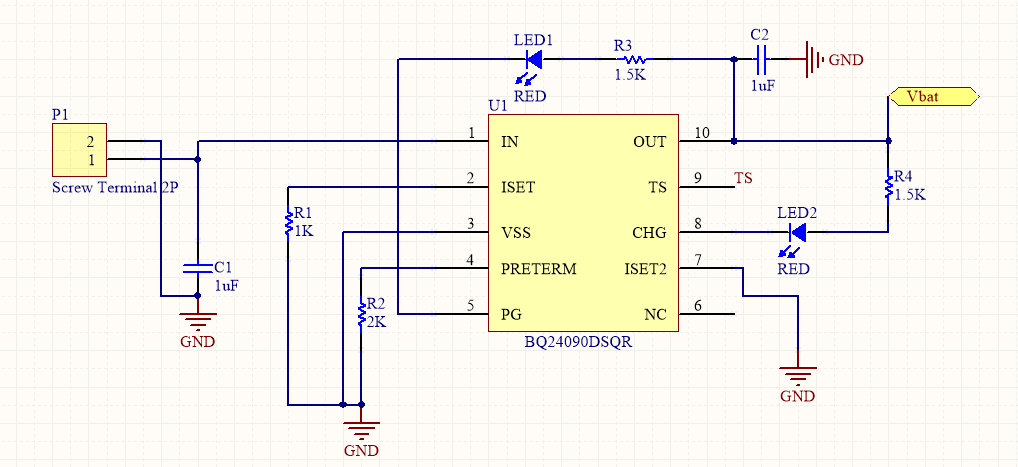 LED1
RED
R3
1.5K
C2
1uF
GND
Vbat
P1
2
1
Screw Terminal 2P
U1
1 IN OUT 10
2 ISET TS 9 TS
3 VSS CHG 8
4 PRETERM ISET2 7
5 PG NC 6
BQ24090DSQR
R4
1.5K
R1
1K
LED2
RED
C1
1uF
GND
R2
2K
GND
GND